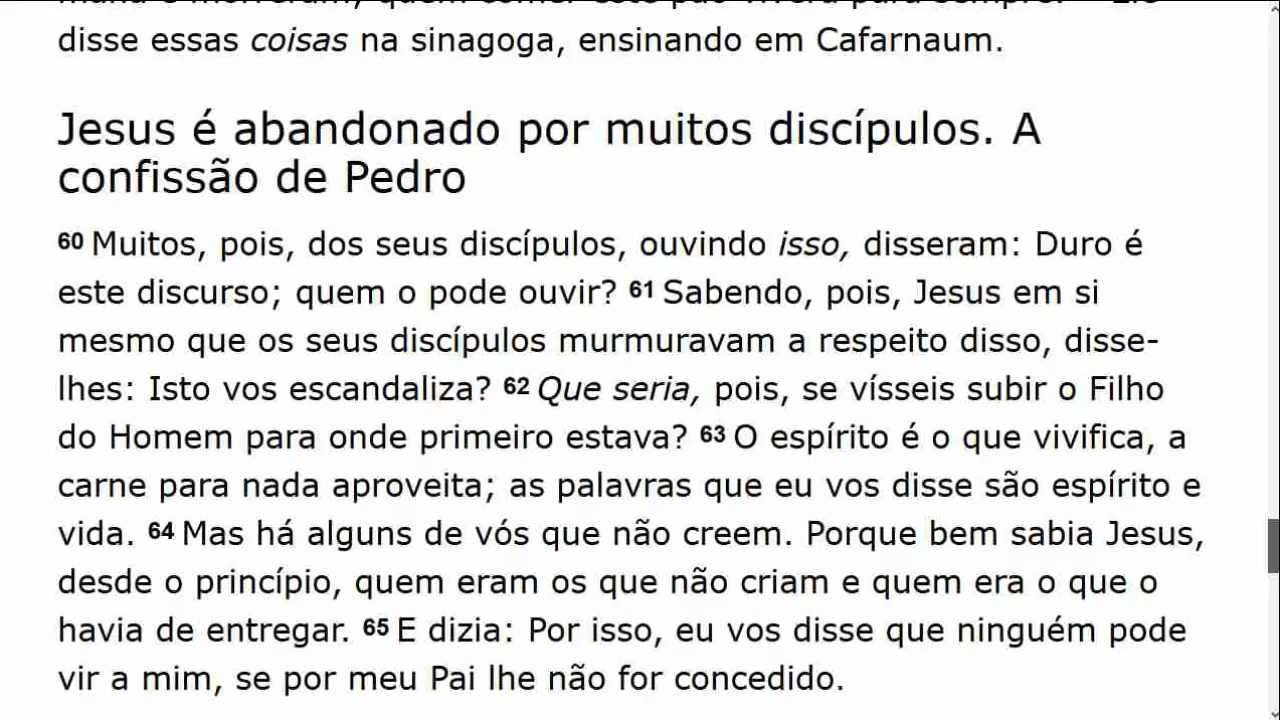 disse essas coisas na sinagoga, ensinando em Cafarnaum.
Jesus é abandonado por muitos discípulos. A
confissão de Pedro
60 Muitos, pois, dos seus discípulos, ouvindo isso, disseram: Duro é
este discurso; quem o pode ouvir? 61 Sabendo, pois, Jesus em si
mesmo que os seus discípulos murmuravam a respeito disso, disse-
lhes: Isto vos escandaliza? 62 Que seria, pois, se vísseis subir o Filho
do Homem para onde primeiro estava? 63 O espírito é o que vivifica, a
carne para nada aproveita; as palavras que eu vos disse são espírito e
vida. 64 Mas há alguns de vós que não creem. Porque bem sabia Jesus,
desde o princípio, quem eram os que não criam e quem era o que o
havia de entregar. 65 E dizia: Por isso, eu vos disse que ninguém pode
vir a mim, se por meu Pai lhe não for concedido.